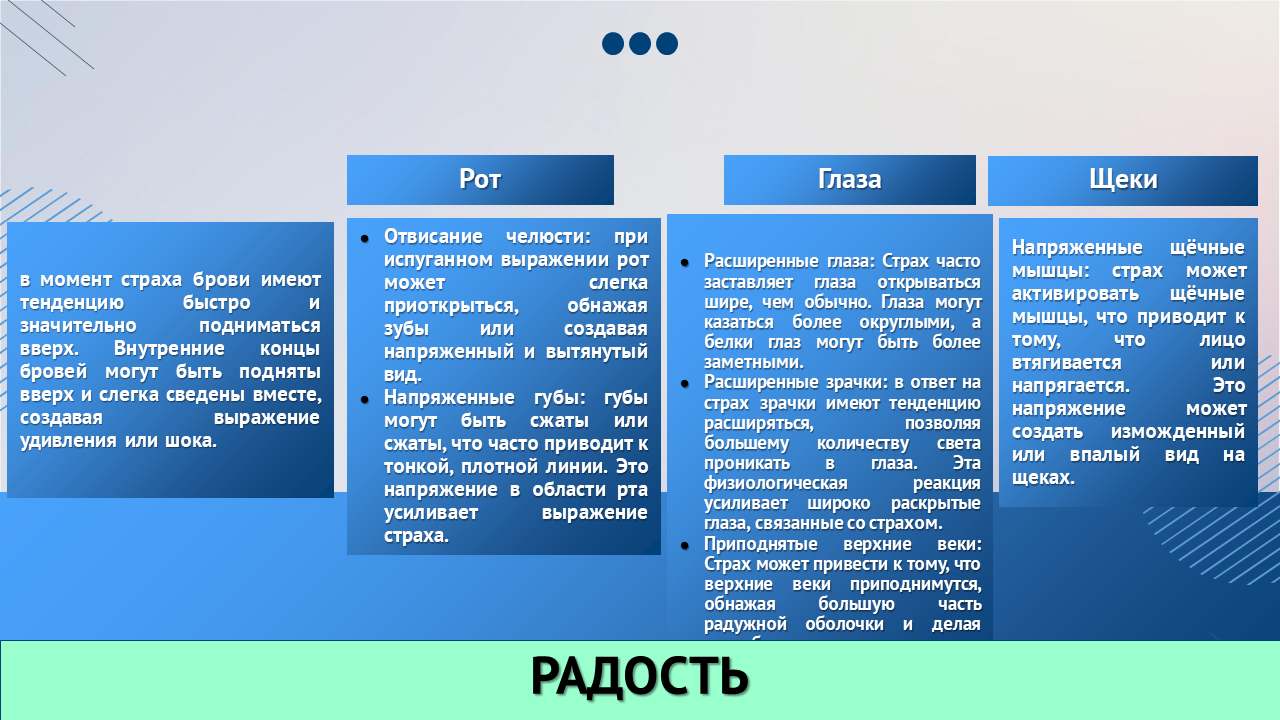 Рот
Глаза
Щеки
в момент страха брови имеют
тенденцию быстро и
значительно подниматься
вверх. Внутренние концы
бровей могут быть подняты
вверх и слегка сведены вместе,
создавая выражение
удивления или шока.
• Отвисание челюсти: при
испуганном выражении рот
может слегка
приоткрыться, обнажая
зубы или создавая
напряженный и вытянутый
вид.
• Напряженные губы: губы
могут быть сжаты или
сжаты, что часто приводит к
тонкой, плотной линии. Это
напряжение в области рта
усиливает выражение
страха.
• Расширенные глаза: Страх часто
заставляет глаза открываться
шире, чем обычно. Глаза могут
казаться более округлыми, а
белки глаз могут быть более
заметными.
• Расширенные зрачки: в ответ на
страх зрачки имеют тенденцию
расширяться, позволяя
большему количеству света
проникать в глаза. Эта
физиологическая реакция
усиливает широко раскрытые
глаза, связанные со страхом.
• Приподнятые верхние веки:
Страх может привести к тому, что
верхние веки приподнимутся,
обнажая большую часть
радужной оболочки и делая
Напряженные щёчные
мышцы: страх может
активировать щёчные
мышцы, что приводит к
тому, что лицо
втягивается или
напрягается. Это
напряжение может
создать изможденный
или впалый вид на
щеках.
РАДОСТЬ